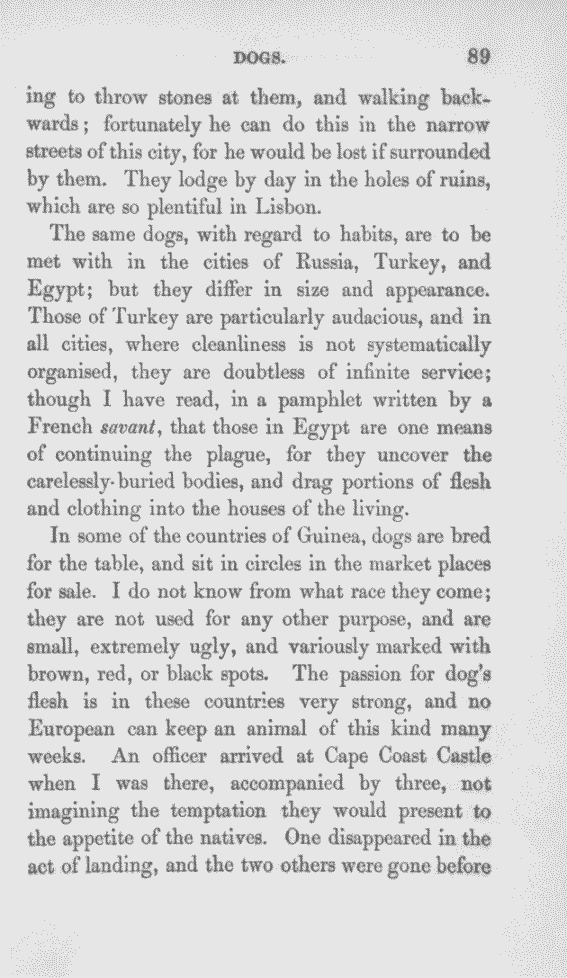 DOGS. 89
ing to throw stones at them, and walking back-
wards; fortunately he can do this in the narrow
streets of this city, for he would be lost if surrounded
by them. They lodge by day in the holes of ruins,
which are so plentiful in Lisbon.
The same dogs, with regard to habits, are to be
met with in the cities of Russia, Turkey, and
Egypt; but they differ in size and appearance.
Those of Turkey are particularly audacious, and in
all cities, where cleanliness is not systematically
organised, they are doubtless of infinite service;
though I have read, in a pamphlet written by a
French savant, that those in Egypt are one means
of continuing the plague, for they uncover the
carelessly-buried bodies, and drag portions of flesh
and clothing into the houses of the living.
In some of the countries of Guinea, dogs are bred
for the table, and sit in circles in the market places
for sale. I do not know from what race they come;
they are not used for any other purpose, and are
small, extremely ugly, and variously marked with
brown, red, or black spots. The passion for dog's
flesh is in these countries very strong, and no
European can keep an animal of this kind many
weeks. An officer arrived at Cape Coast Castle
when I was there, accompanied by three, not
imagining the temptation they would present to
the appetite of the natives. One disappeared in the
act of landing, and the two others were gone before